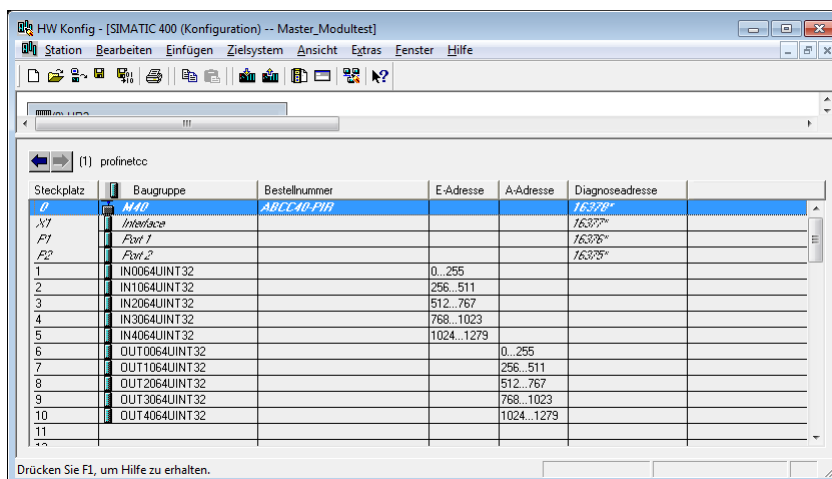 HW Konfig - [SIMATIC 400 (Konfiguration) -- Master_Modultest]
Station Bearbeiten Einfügen Zielsystem Ansicht Extras Fenster Hilfe
(1) profinetcc
Steckplatz Baugruppe Bestellnummer E-Adresse A-Adresse Diagnoseadresse
0 M40 ABCC40-PIR 16378*
X1 Interface 16377*
P1 Port 1 16376*
P2 Port 2 16375*
1 IN0064UINT32 0...255
2 IN1064UINT32 256...511
3 IN2064UINT32 512...767
4 IN3064UINT32 768...1023
5 IN4064UINT32 1024...1279
6 OUT0064UINT32 0...255
7 OUT1064UINT32 256...511
8 OUT2064UINT32 512...767
9 OUT3064UINT32 768...1023
10 OUT4064UINT32 1024...1279
11
Drücken Sie F1, um Hilfe zu erhalten.